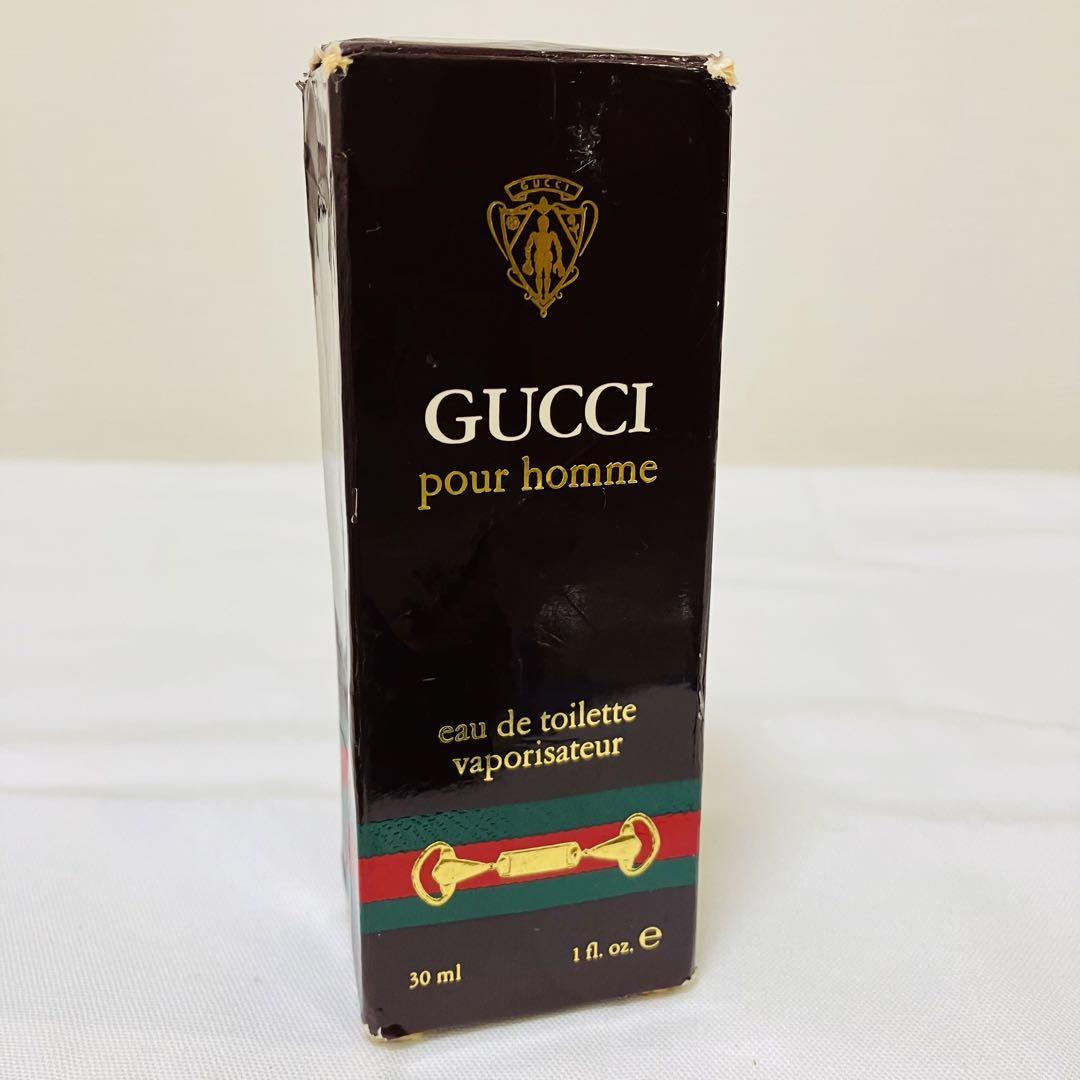 GUCCI
GUCCI
pour homme
eau de toilette
vaporisateur
30 ml
1 fl. oz. ℮